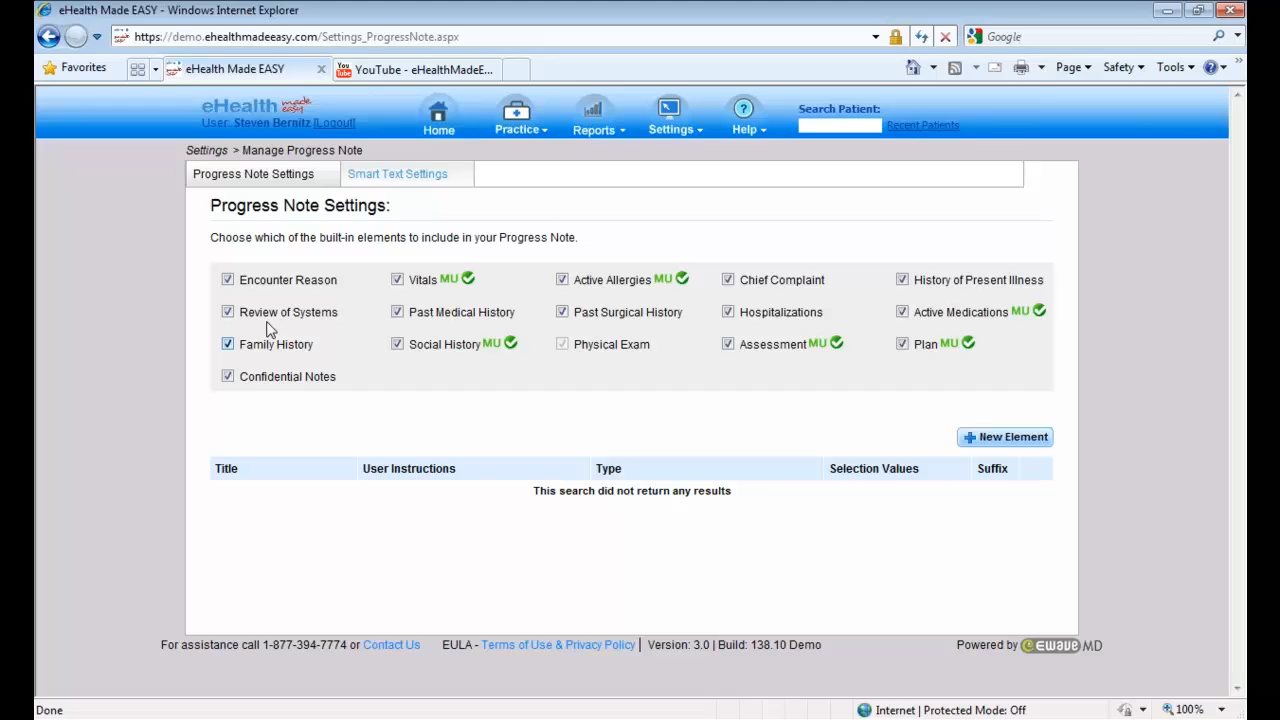 eHealth Made EASY - Windows Internet Explorer
https://demo.ehealthmadeeasy.com/Settings_ProgressNote.aspx
Google
Favorites
eHealth Made EASY
YouTube - eHealthMadeE...
Page
Safety
Tools
eHealth made easy
User: Steven Bernitz [Logout]
Home
Practice
Reports
Settings
Help
Search Patient:
Recent Patients
Settings > Manage Progress Note
Progress Note Settings
Smart Text Settings
Progress Note Settings:
Choose which of the built-in elements to include in your Progress Note.
Encounter Reason
Vitals MU
Active Allergies MU
Chief Complaint
History of Present Illness
Review of Systems
Past Medical History
Past Surgical History
Hospitalizations
Active Medications MU
Family History
Social History MU
Physical Exam
Assessment MU
Plan MU
Confidential Notes
New Element
Title
User Instructions
Type
Selection Values
Suffix
This search did not return any results
For assistance call 1-877-394-7774 or Contact Us
EULA - Terms of Use & Privacy Policy | Version: 3.0 | Build: 138.10 Demo
Powered by eWAVEMD
Done
Internet | Protected Mode: Off
100%